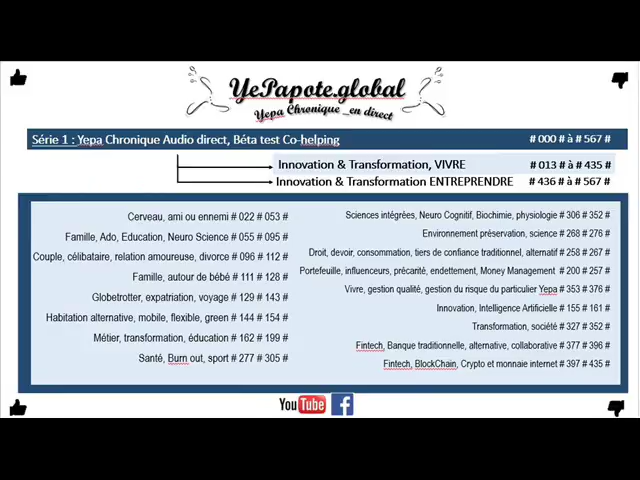 YePapote.global
Yepa Chronique _en direct
Série 1 : Yepa Chronique Audio direct, Béta test Co-helping # 000 # à # 567 #
Innovation & Transformation, VIVRE # 013 # à # 435 #
Innovation & Transformation ENTREPRENDRE # 436 # à # 567 #
Cerveau, ami ou ennemi # 022 # 053 #
Famille, Ado, Education, Neuro Science # 055 # 095 #
Couple, célibataire, relation amoureuse, divorce # 096 # 112 #
Famille, autour de bébé # 111 # 128 #
Globetrotter, expatriation, voyage # 129 # 143 #
Habitation alternative, mobile, flexible, green # 144 # 154 #
Métier, transformation, éducation # 162 # 199 #
Santé, Burn out, sport # 277 # 305 #
Sciences intégrées, Neuro Cognitif, Biochimie, physiologie # 306 # 352 #
Environnement préservation, science # 268 # 276 #
Droit, devoir, consommation, tiers de confiance traditionnel, alternatif # 258 # 267 #
Portefeuille, influenceurs, précarité, endettement, Money Management # 200 # 257 #
Vivre, gestion qualité, gestion du risque du particulier Yepa # 353 # 376 #
Innovation, Intelligence Artificielle # 155 # 161 #
Transformation, société # 327 # 352 #
Fintech, Banque traditionnelle, alternative, collaborative # 377 # 396 #
Fintech, BlockChain, Crypto et monnaie internet # 397 # 435 #
YouTube f